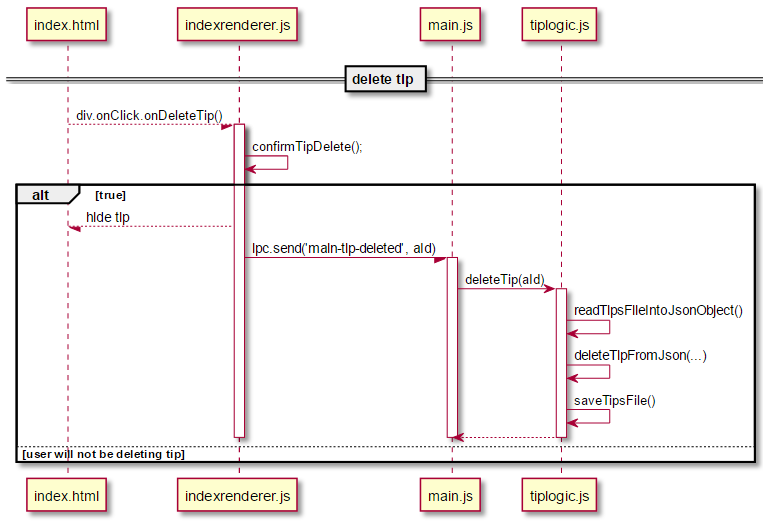 index.html indexrenderer.js main.js tiplogic.js
delete tip
div.onClick.onDeleteTip()
confirmTipDelete();
alt [true]
hide tip
ipc.send('main-tip-deleted', aId)
deleteTip(aId)
readTipsFileIntoJsonObject()
deleteTipFromJson(...)
saveTipsFile()
[user will not be deleting tip]
index.html indexrenderer.js main.js tiplogic.js